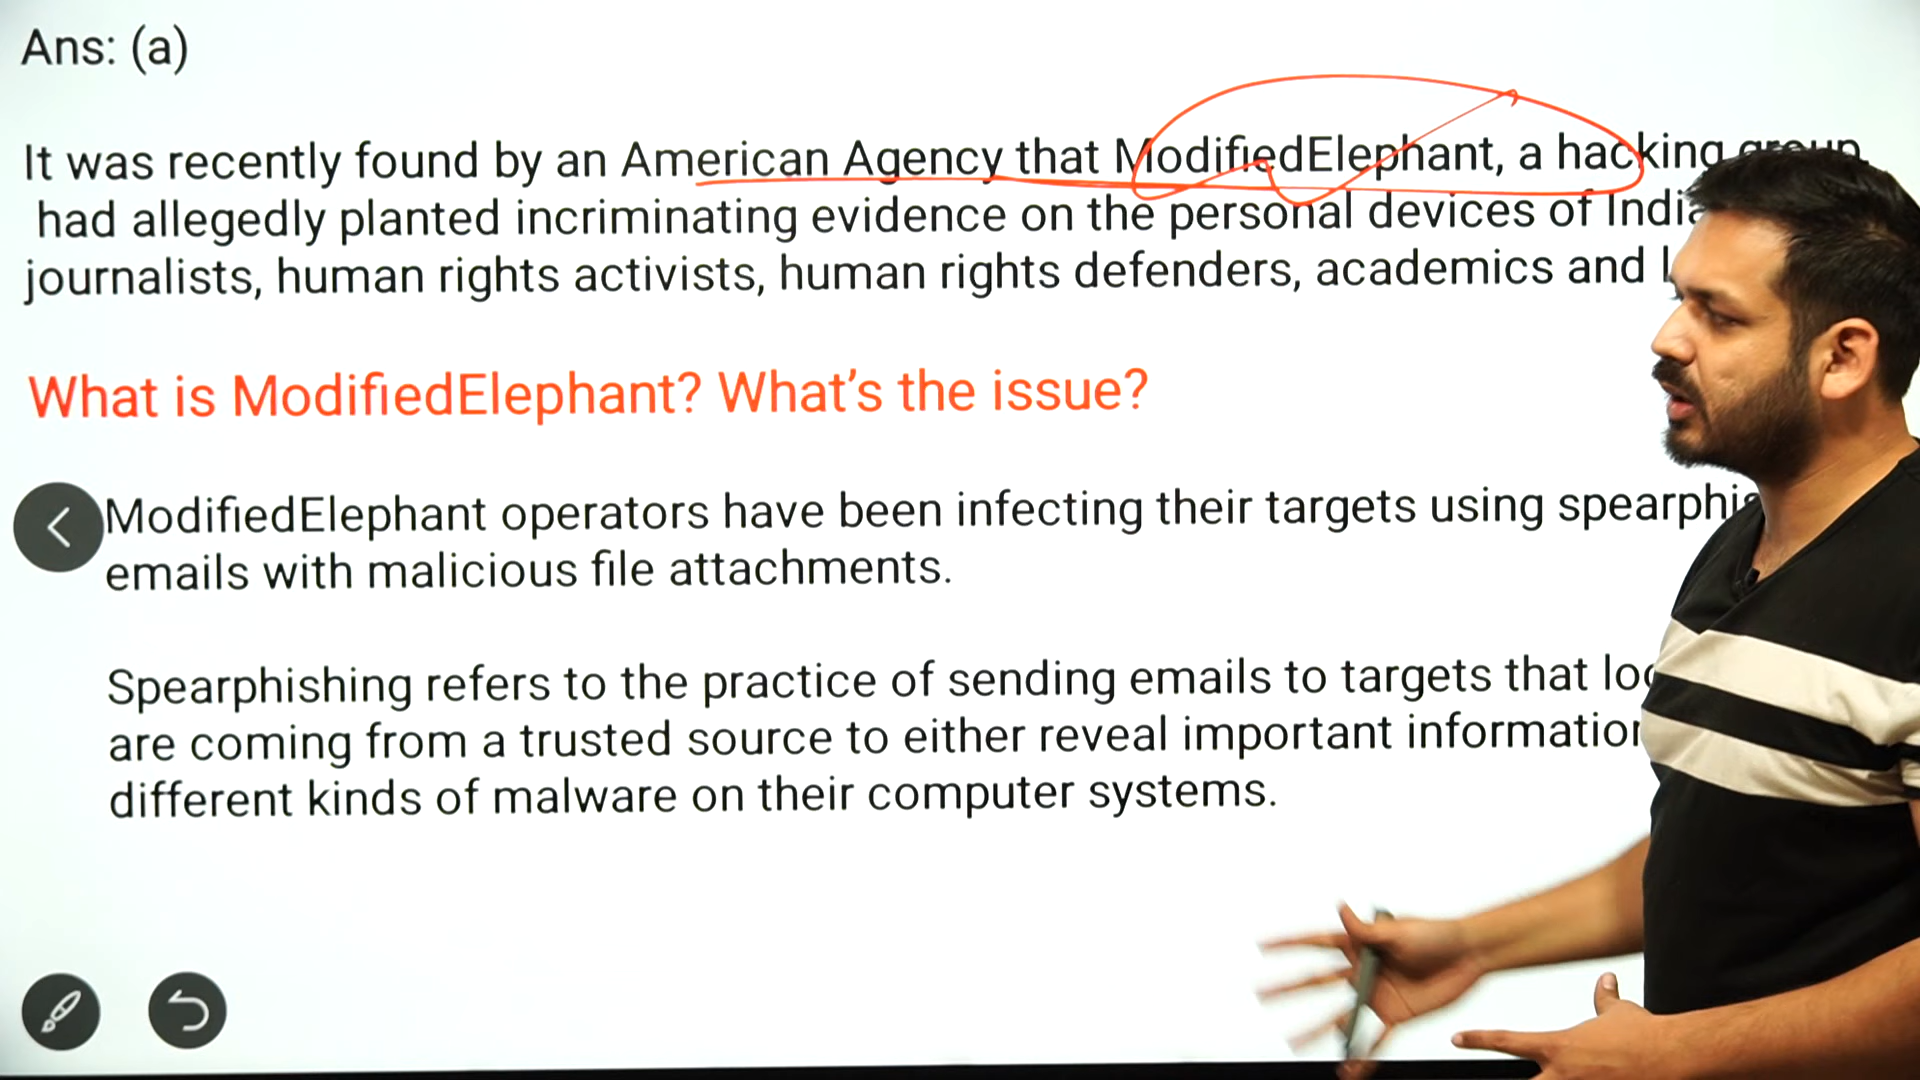 Ans: (a)
It was recently found by an American Agency that ModifiedElephant, a hacking group
had allegedly planted incriminating evidence on the personal devices of
journalists, human rights activists, human rights defenders, academics and
What is ModifiedElephant? What's the issue?
ModifiedElephant operators have been infecting their targets using
emails with malicious file attachments.
Spearphishing refers to the practice of sending emails to targets that
are coming from a trusted source to either reveal important
different kinds of malware on their computer systems.